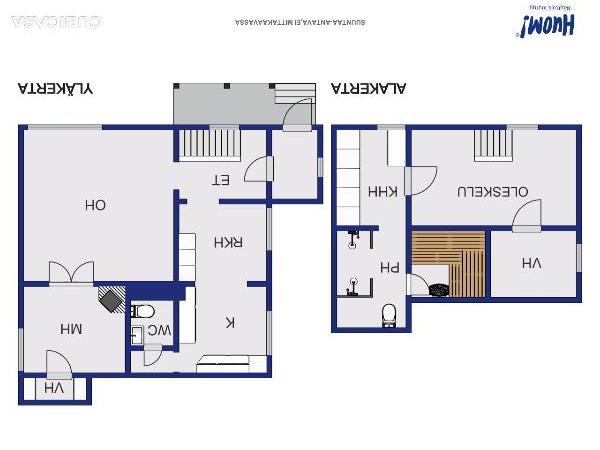 VH
MH
WC
K
OH
RKH
ET
YLÄKERTA
PH
VH
KHH
OLESKELU
ALAKERTA
HUOM!
SUUNTAA-ANTAVA, EI MITTAKAAVASSA
CUBICASA